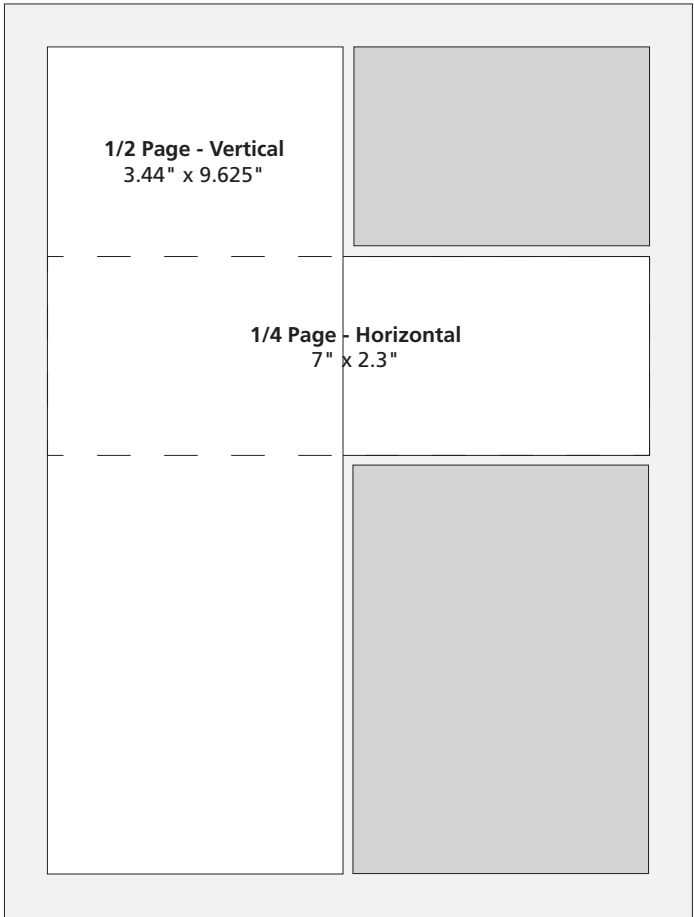 1/2 Page - Vertical
3.44" x 9.625"
1/4 Page - Horizontal
7" x 2.3"